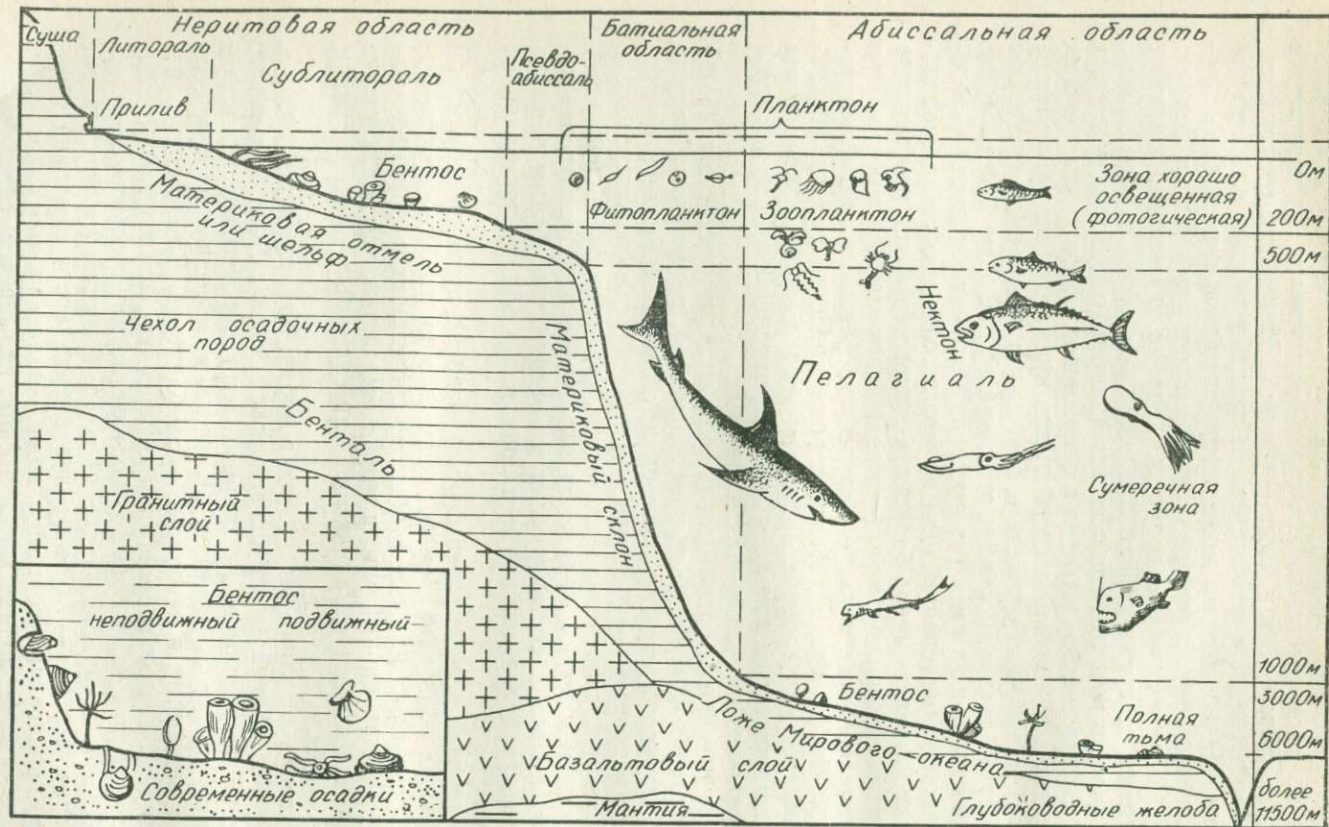 Суша
Неритовая область
Батиальная
область
Абиссальная область
Литораль
Сублитораль
Псевдо-
абиссаль
Прилив
Планктон
Бентос
Фитопланктон
Зоопланктон
Зона хорошо
освещенная
(фотогическая)
0м
200м
500м
Материковая отмель
или шельф
Чехол осадочных
пород
Материковый склон
Нектон
Пелагиаль
Бенталь
Гранитный
слой
Сумеречная
зона
Бентос
неподвижный подвижный
Современные осадки
1000м
3000м
6000м
более
11500м
Бентос
Полная
тьма
Ложе Мирового океана
Базальтовый слой
Мантия
Глубоководные желоба